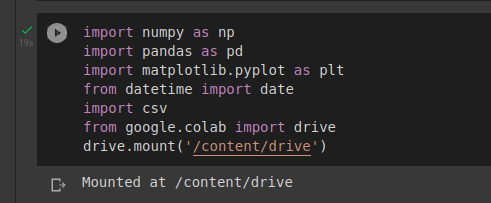 import numpy as np
import pandas as pd
import matplotlib.pyplot as plt
from datetime import date
import csv
from google.colab import drive
drive.mount('/content/drive')
19s
Mounted at /content/drive